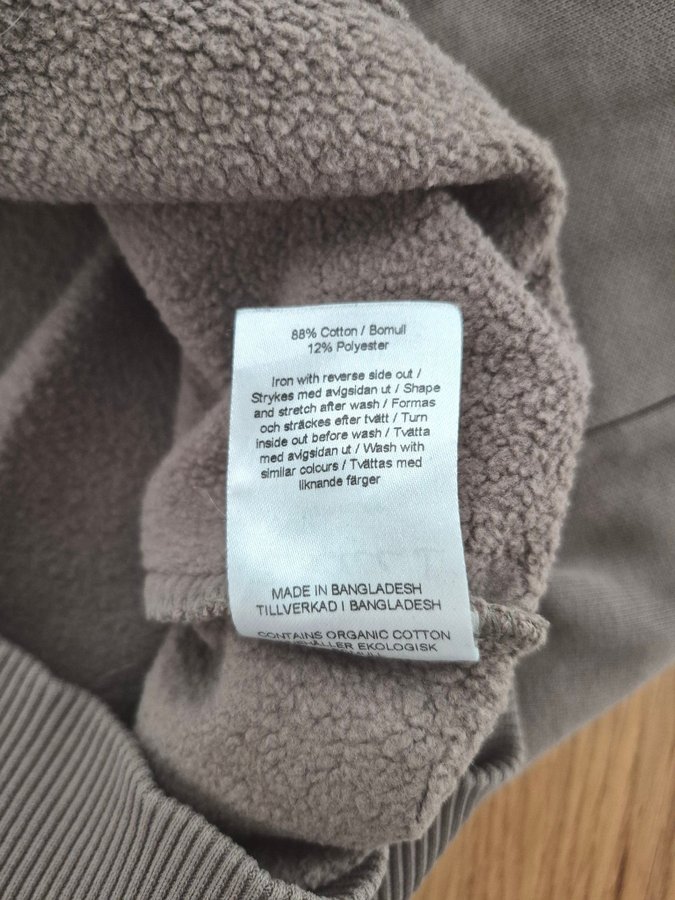 88% Cotton / Bomull
12% Polyester
Iron with reverse side out /
Strykes med avigsidan ut / Shape
and stretch after wash / Formas
och sträckes efter tvätt / Turn
inside out before wash / Tvätta
med avigsidan ut / Wash with
similar colours / Tvättas med
liknande färger
MADE IN BANGLADESH
TILLVERKAD I BANGLADESH
CONTAINS ORGANIC COTTON
EKOLOGISK